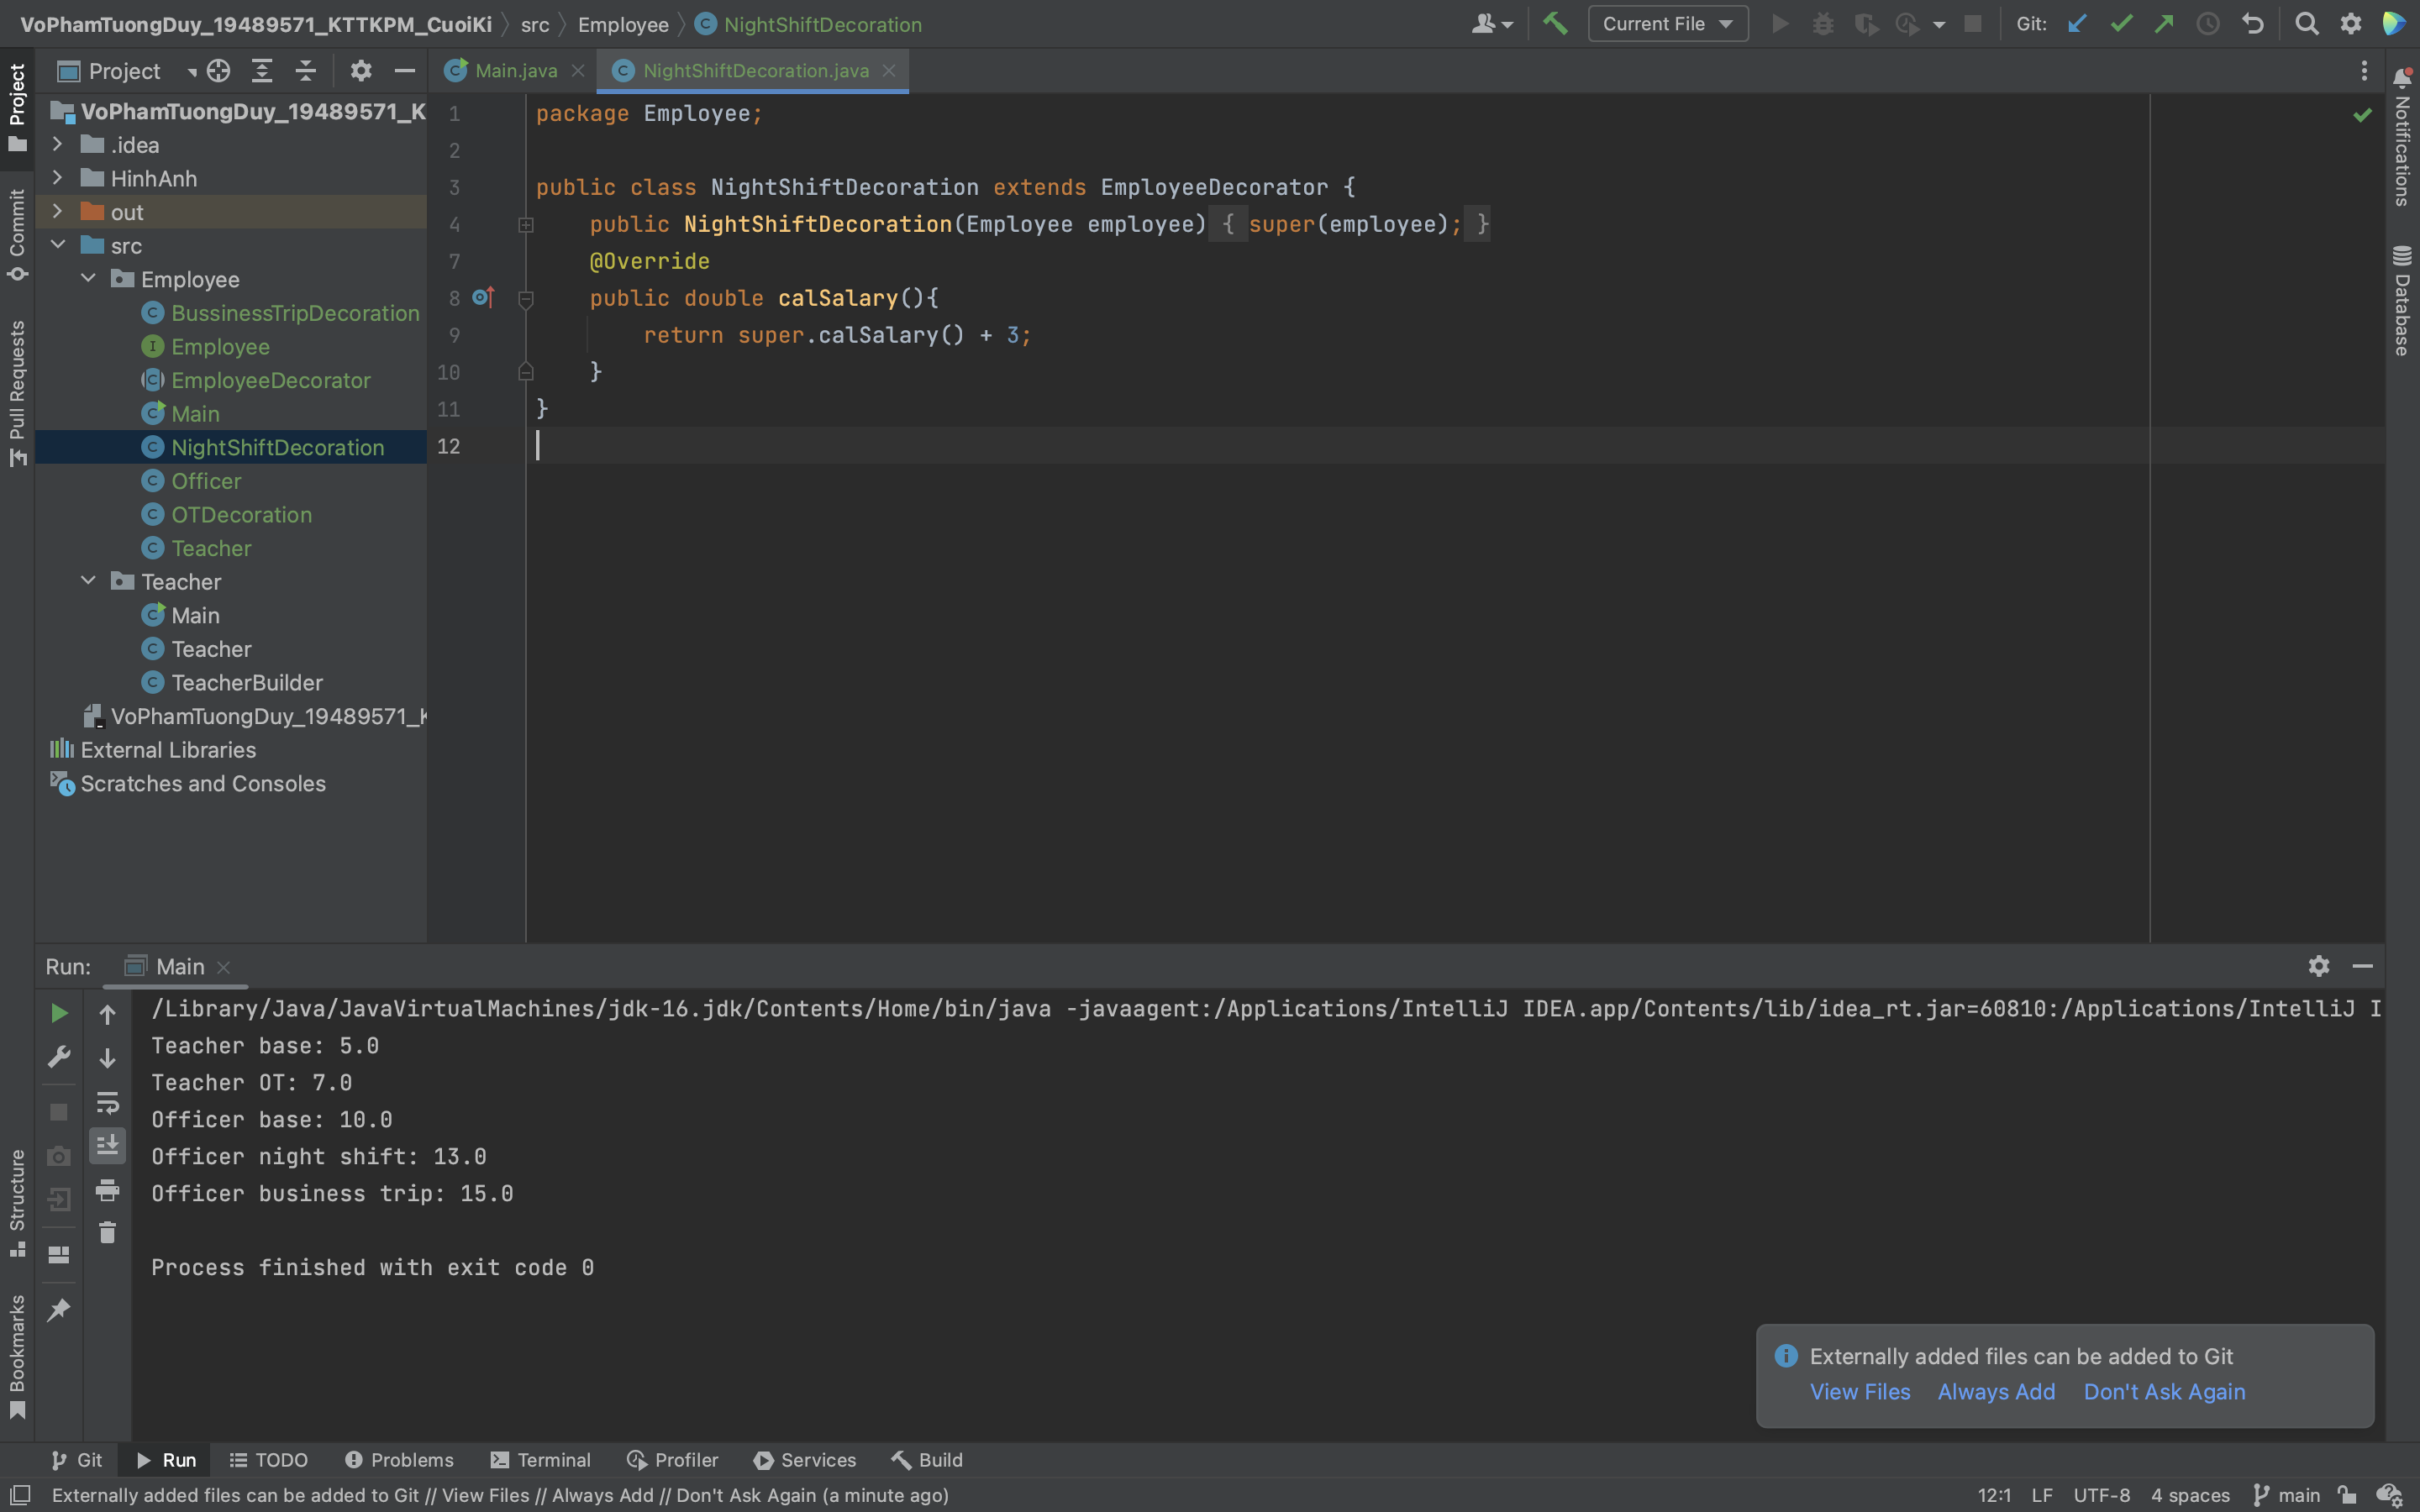 VoPhamTuongDuy_19489571_KTTKPM_CuoiKi src Employee NightShiftDecoration
Current File
Git:
Project
Main.java
NightShiftDecoration.java
Project
Commit
Pull Requests
Structure
Bookmarks
VoPhamTuongDuy_19489571_K
.idea
HinhAnh
out
src
Employee
BussinessTripDecoration
Employee
EmployeeDecorator
Main
NightShiftDecoration
Officer
OTDecoration
Teacher
Teacher
Main
Teacher
TeacherBuilder
VoPhamTuongDuy_19489571_K
External Libraries
Scratches and Consoles
1 package Employee;
2
3 public class NightShiftDecoration extends EmployeeDecorator {
4 public NightShiftDecoration(Employee employee) { super(employee); }
7 @Override
8 public double calSalary(){
9 return super.calSalary() + 3;
10 }
11 }
12
Notifications
Database
Run: Main
/Library/Java/JavaVirtualMachines/jdk-16.jdk/Contents/Home/bin/java -javaagent:/Applications/IntelliJ IDEA.app/Contents/lib/idea_rt.jar=60810:/Applications/IntelliJ I
Teacher base: 5.0
Teacher OT: 7.0
Officer base: 10.0
Officer night shift: 13.0
Officer business trip: 15.0
Process finished with exit code 0
Externally added files can be added to Git
View Files Always Add Don't Ask Again
Git Run TODO Problems Terminal Profiler Services Build
Externally added files can be added to Git // View Files // Always Add // Don't Ask Again (a minute ago)
12:1 LF UTF-8 4 spaces main